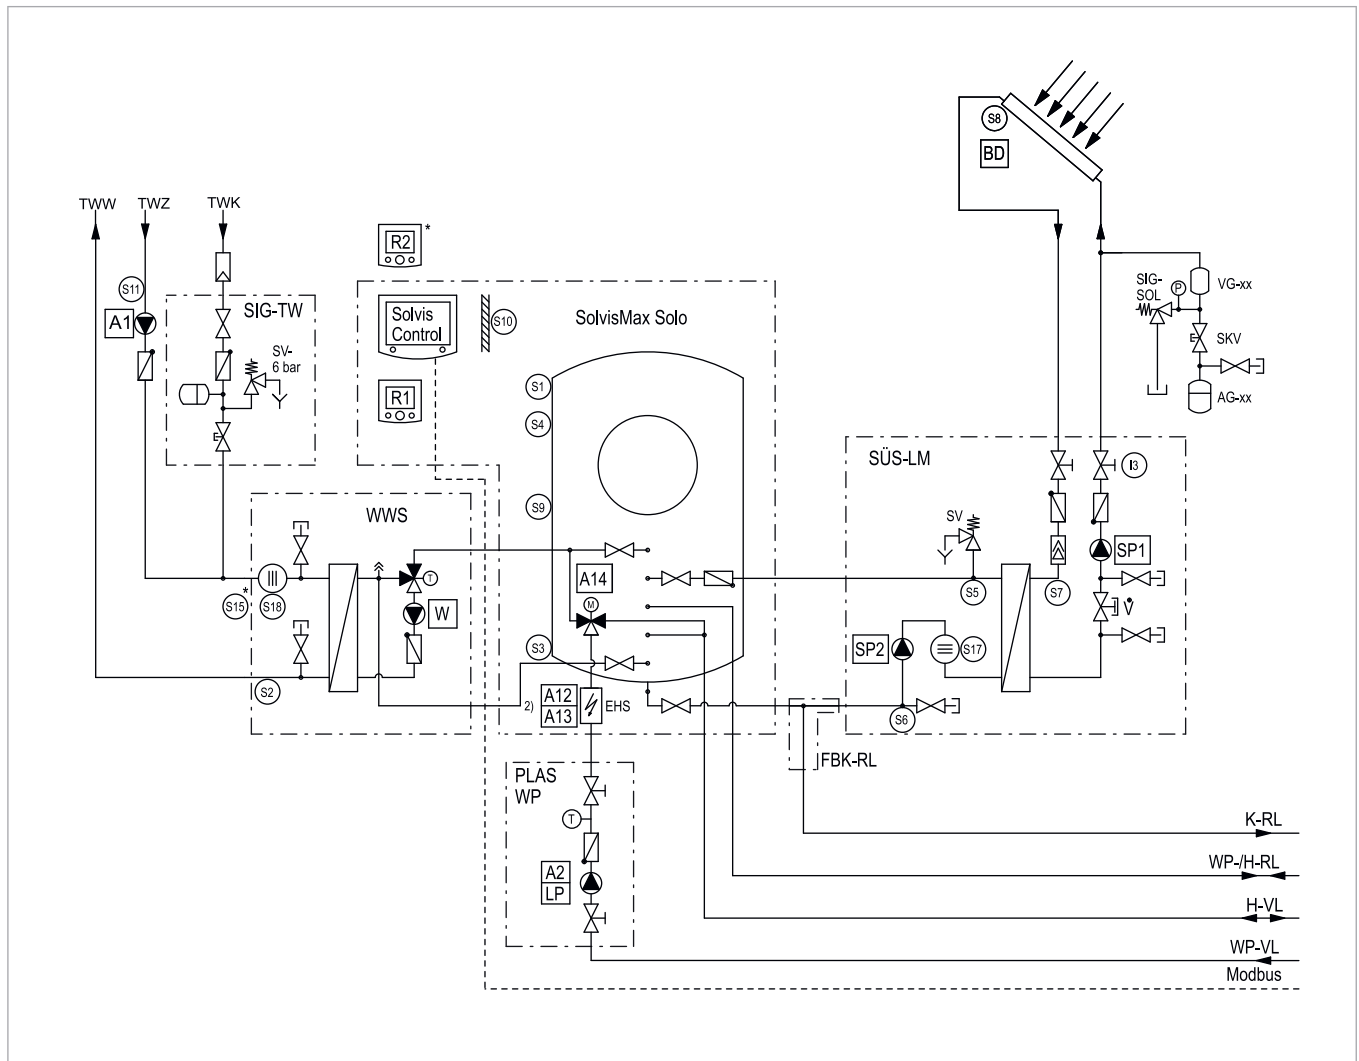 S8
BD
TWW
TWZ
TWK
R2
*
S11
SIG-TW
A1
SV-
6 bar
Solvis
Control
S10
SolvisMax Solo
R1
SIG-
SOL
P
VG-xx
SKV
AG-xx
S1
S4
S9
S3
SÜS-LM
I3
SV
SP1
V̇
S5
S7
SP2
S17
S6
WWS
T
W
*
S15
S18
S2
A14
M
2)
A12
A13
EHS
FBK-RL
PLAS
WP
T
A2
LP
K-RL
WP-/H-RL
H-VL
WP-VL
Modbus